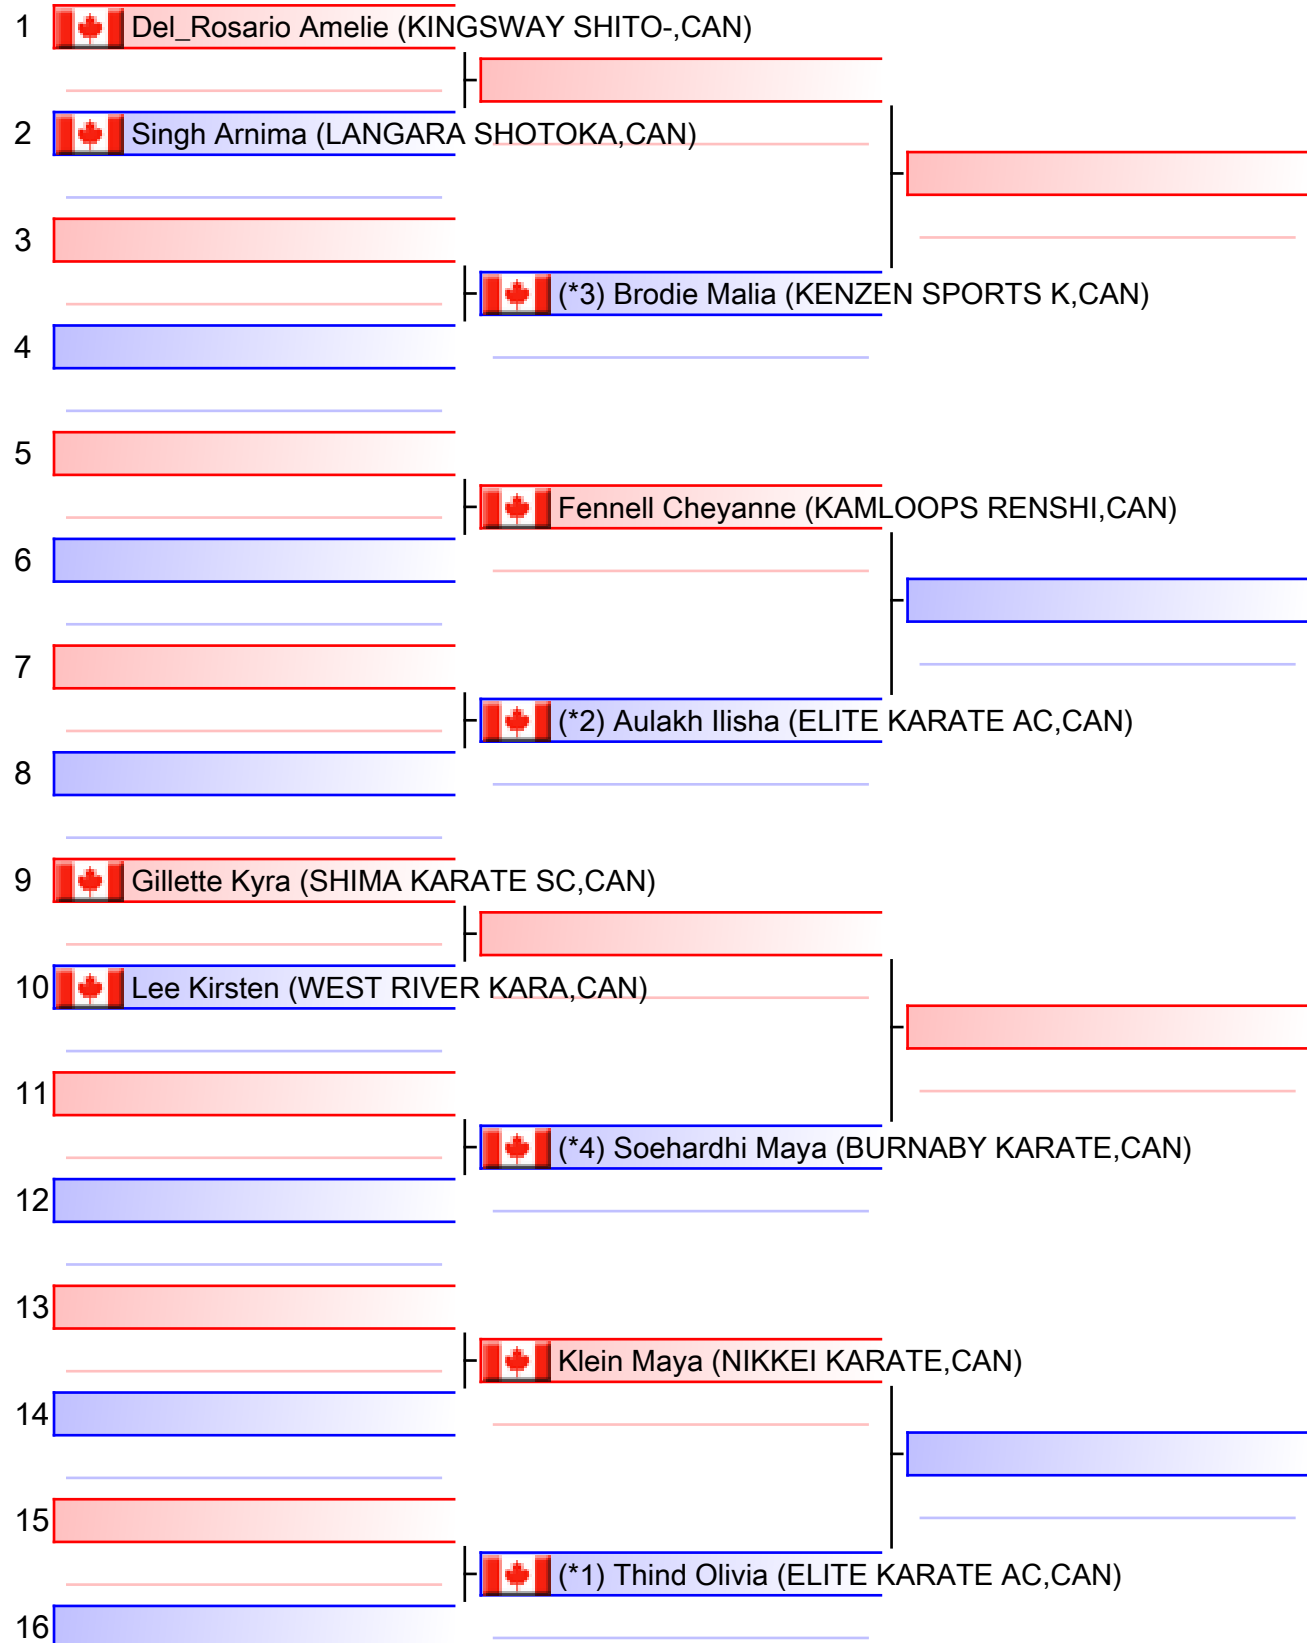 1 Del_Rosario Amelie (KINGSWAY SHITO-,CAN)
2 Singh Arnima (LANGARA SHOTOKA,CAN)
3
(*3) Brodie Malia (KENZEN SPORTS K,CAN)
4
5
Fennell Cheyanne (KAMLOOPS RENSHI,CAN)
6
7
(*2) Aulakh Ilisha (ELITE KARATE AC,CAN)
8
9 Gillette Kyra (SHIMA KARATE SC,CAN)
10 Lee Kirsten (WEST RIVER KARA,CAN)
11
(*4) Soehardhi Maya (BURNABY KARATE,CAN)
12
13
Klein Maya (NIKKEI KARATE,CAN)
14
15
(*1) Thind Olivia (ELITE KARATE AC,CAN)
16